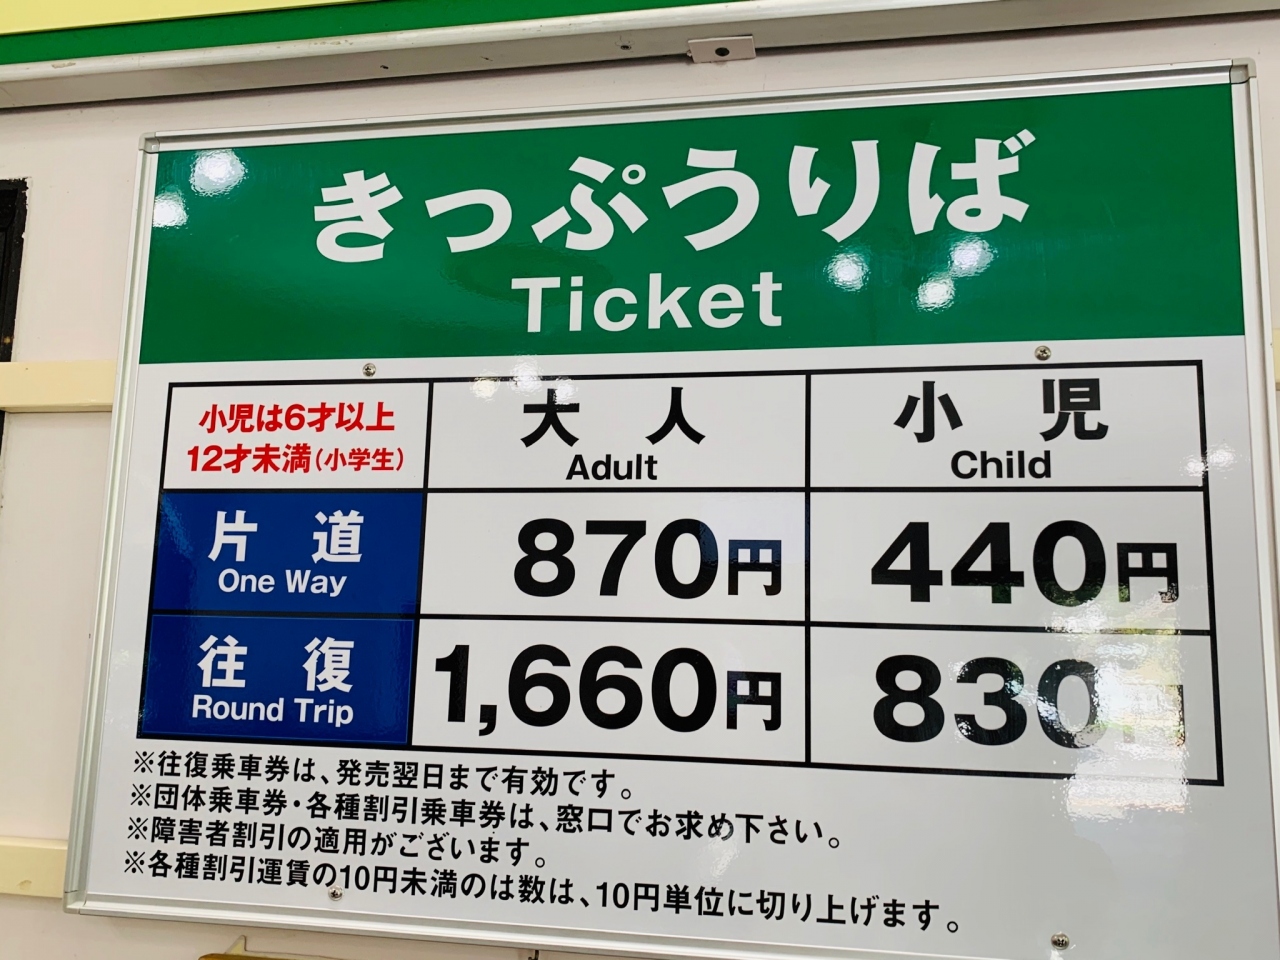 きっぷうりば
Ticket
小児は6才以上
12才未満(小学生)
大人
Adult
小児
Child
片道
One Way
870円
440円
往復
Round Trip
1,660円
830円
※往復乗車券は、発売翌日まで有効です。
※団体乗車券・各種割引乗車券は、窓口でお求め下さい。
※障害者割引の適用がございます。
※各種割引運賃の10円未満のは数は、10円単位に切り上げます。